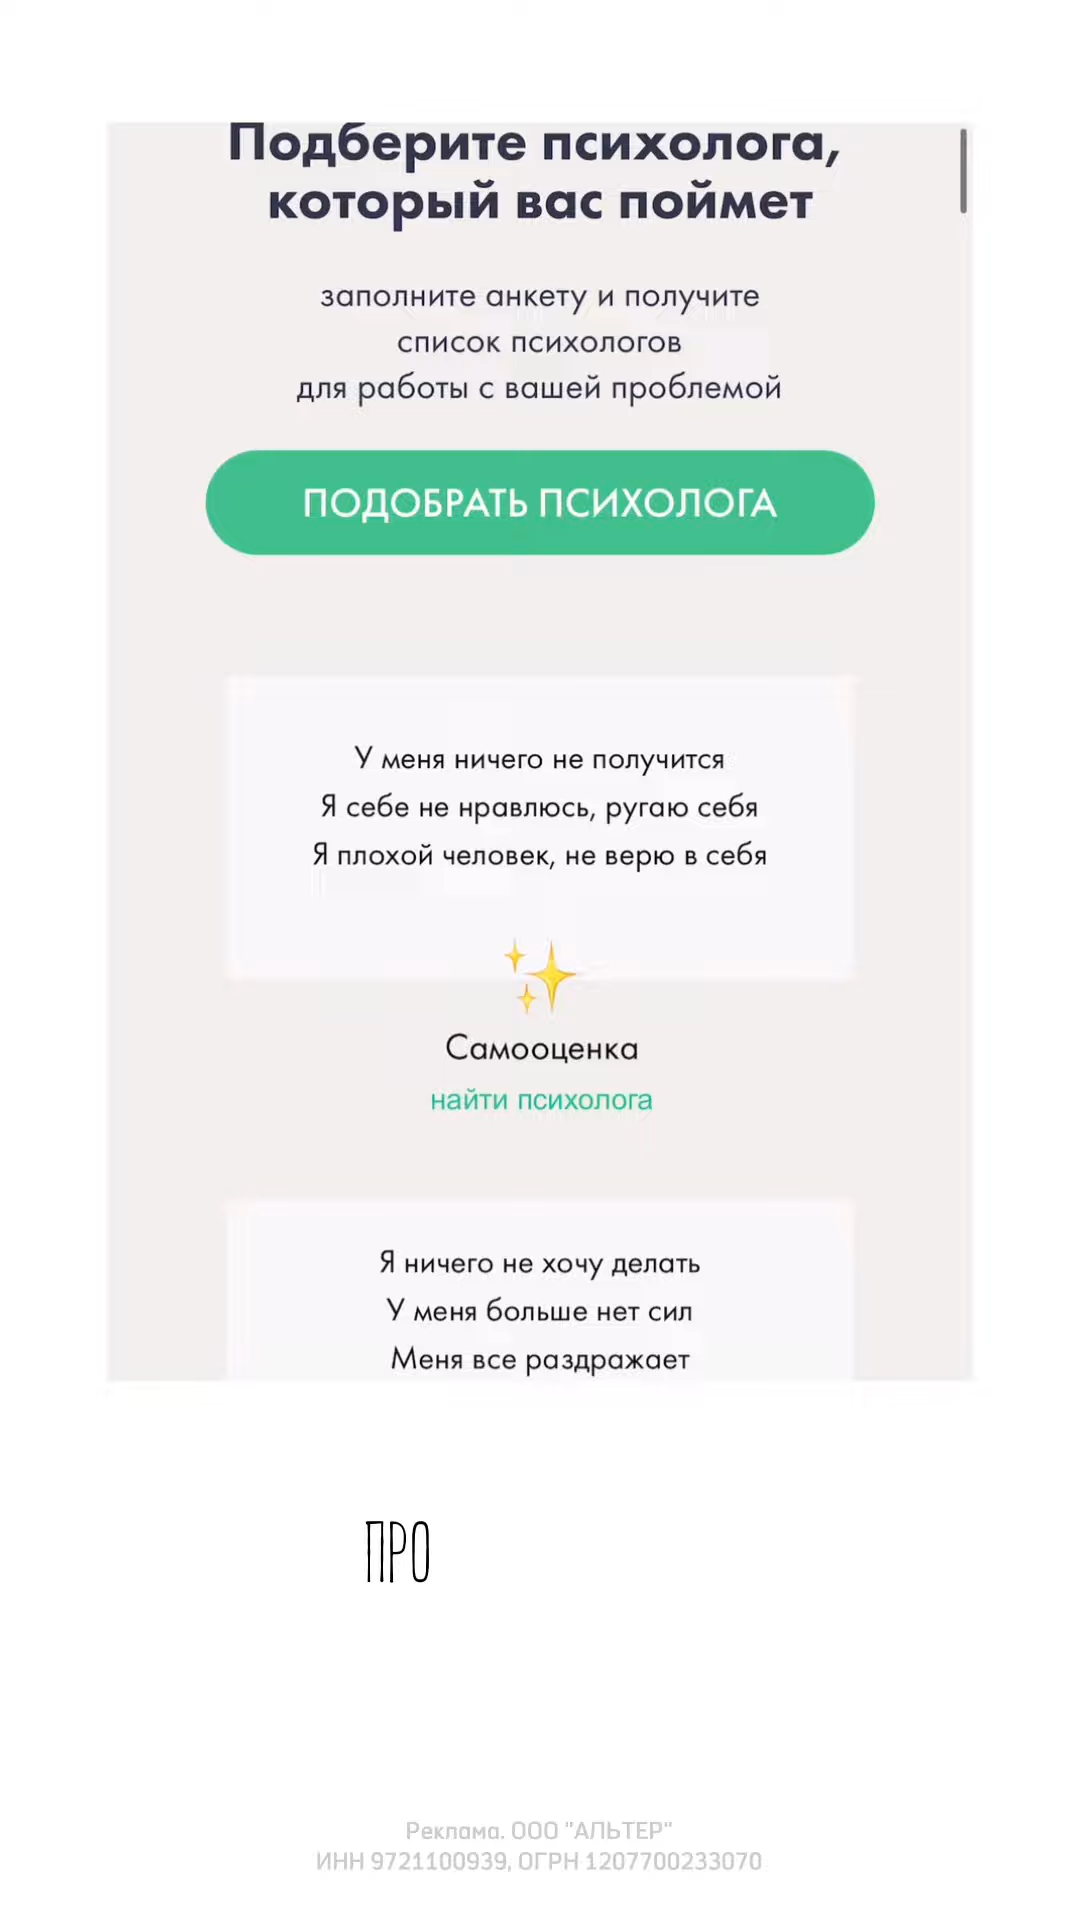 Подберите психолога,
который вас поймет
заполните анкету и получите
список психологов
для работы с вашей проблемой
ПОДОБРАТЬ ПСИХОЛОГА
У меня ничего не получится
Я себе не нравлюсь, ругаю себя
Я плохой человек, не верю в себя
Самооценка
найти психолога
Я ничего не хочу делать
У меня больше нет сил
Меня все раздражает
ПРО
Реклама. ООО "АЛЬТЕР"
ИНН 9721100939, ОГРН 1207700233070